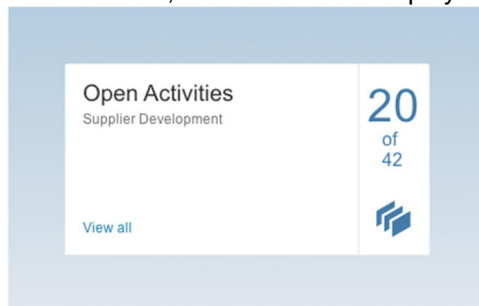 Open Activities
Supplier Development
20
of
42
View all